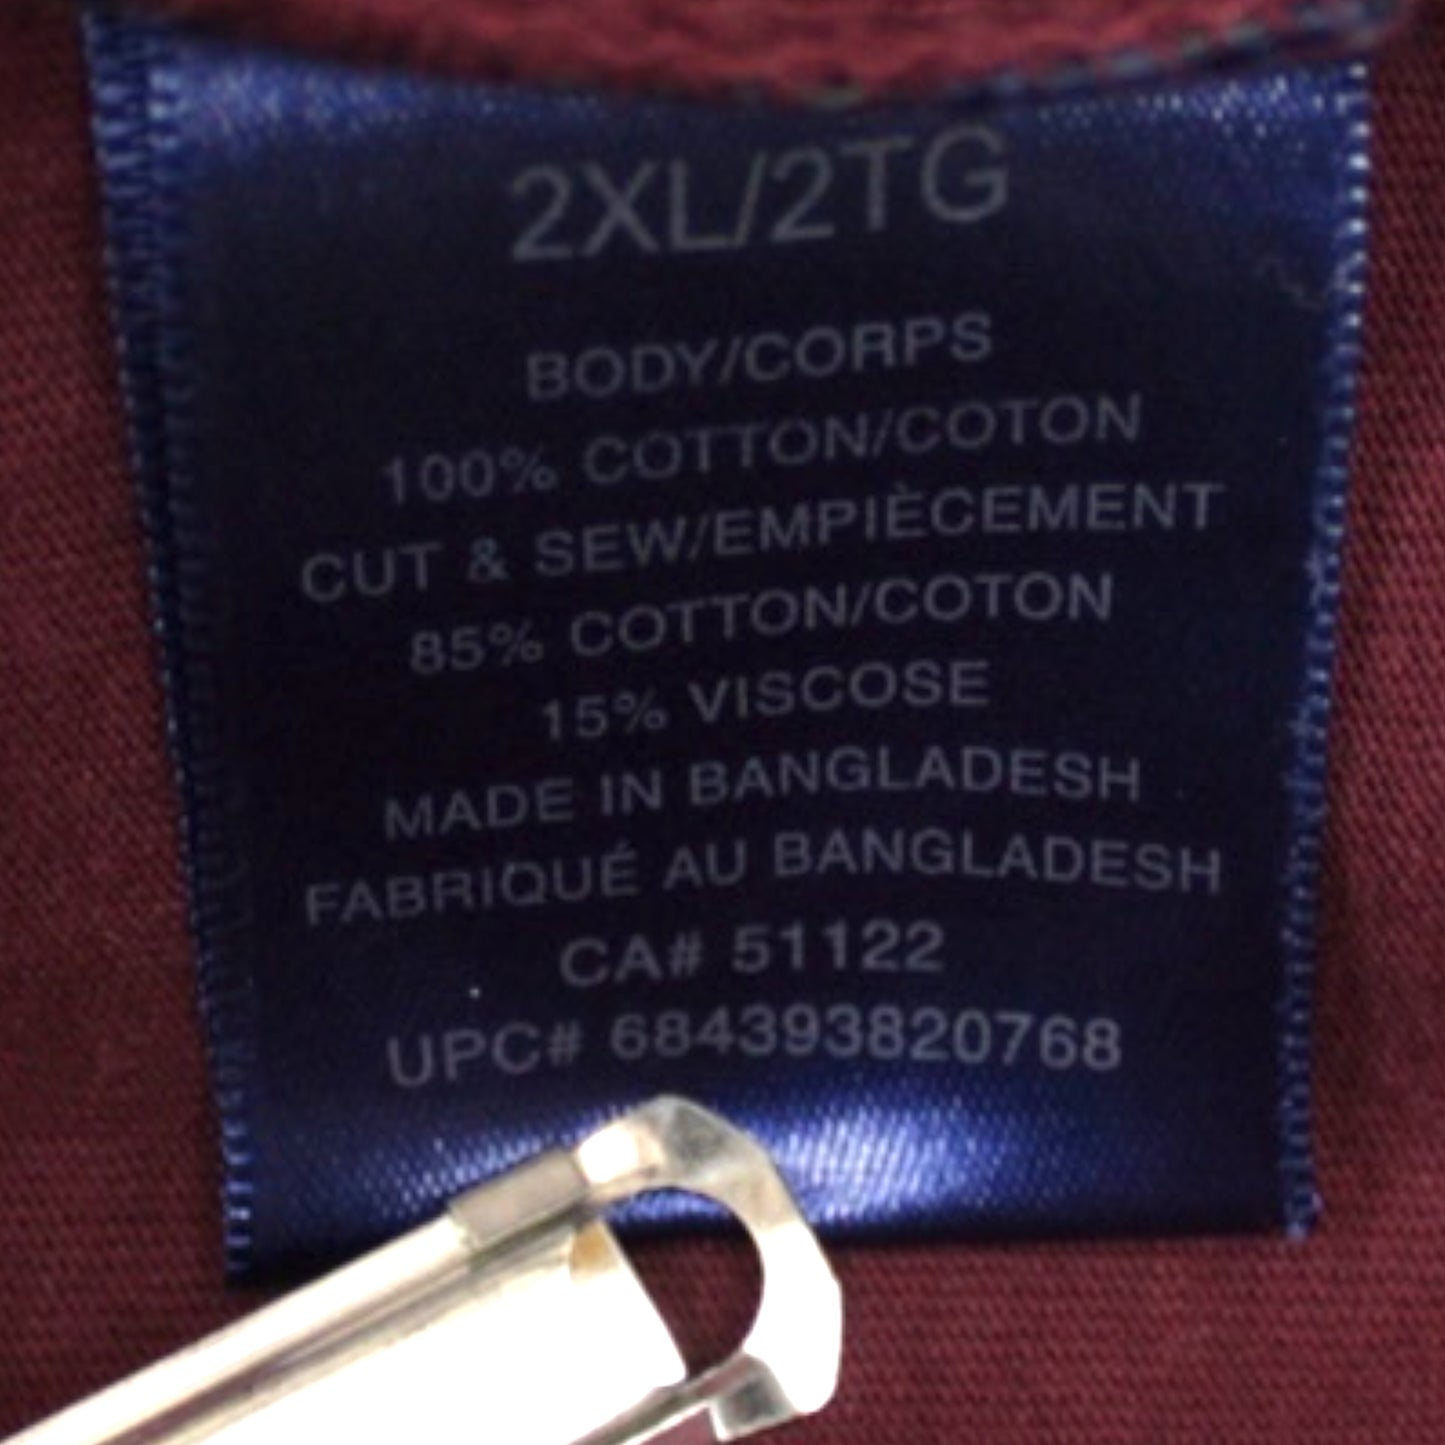 2XL/2TG
BODY/CORPS
100% COTTON/COTON
CUT & SEW/EMPIÈCEMENT
85% COTTON/COTON
15% VISCOSE
MADE IN BANGLADESH
FABRIQUÉ AU BANGLADESH
CA# 51122
UPC# 684393820768